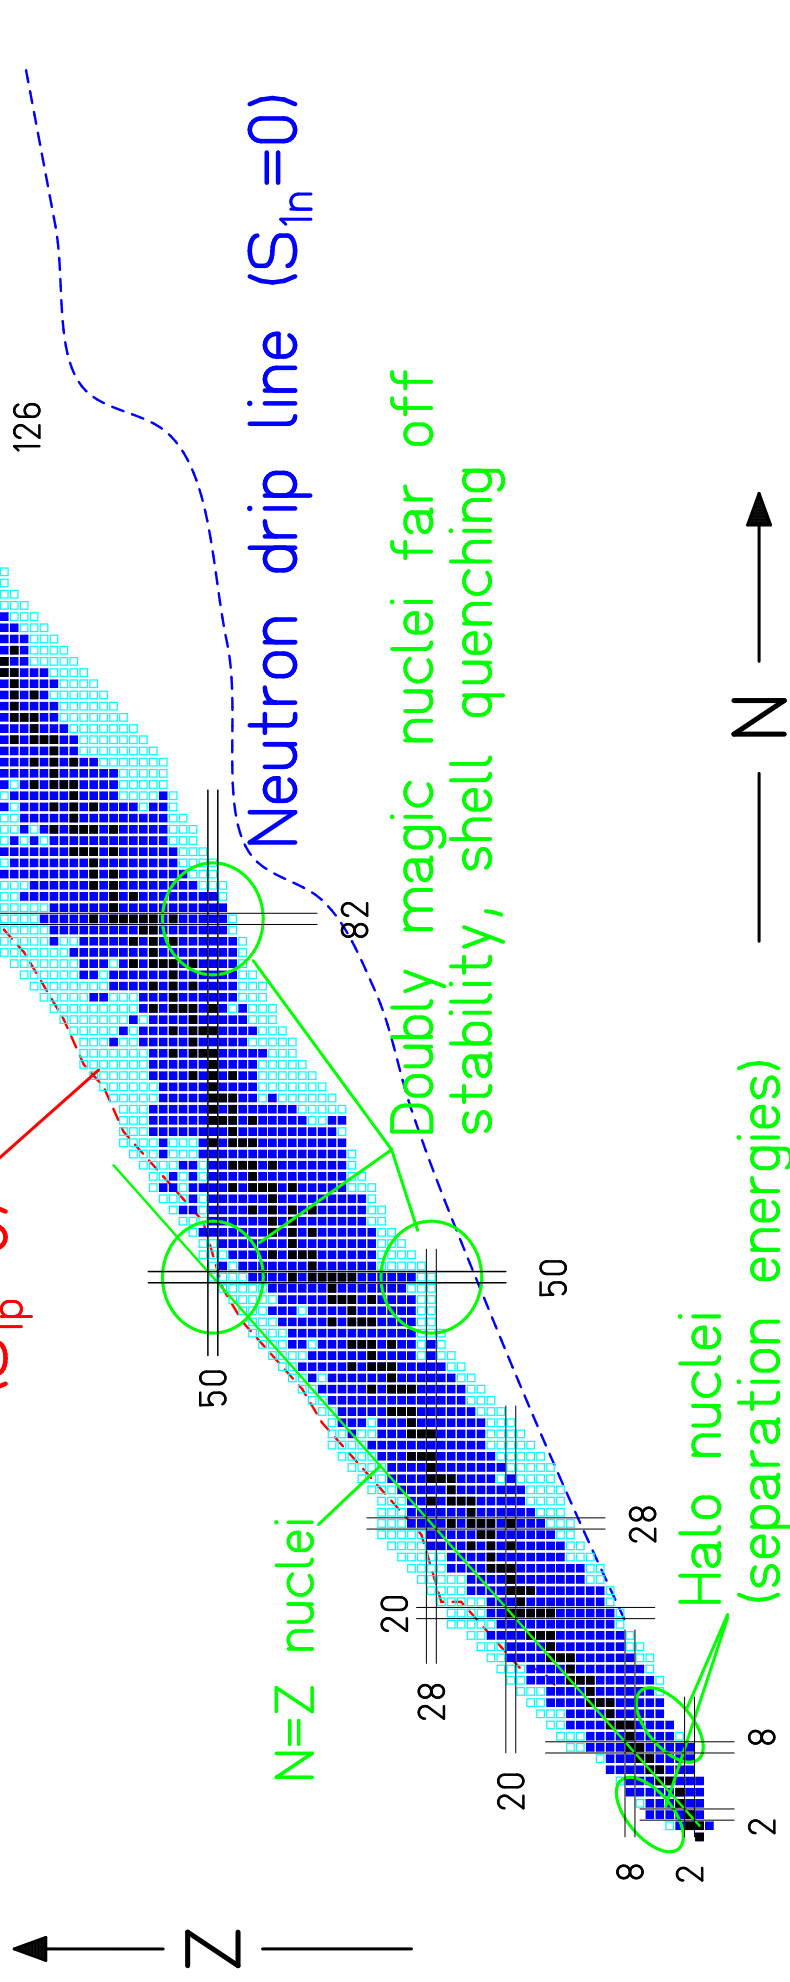 126
Neutron drip line (S1n=0)
Doubly magic nuclei far off
stability, shell quenching
82
50
50
N=Z nuclei
28
20
28
20
Halo nuclei
(separation energies)
8
2
8
2
N
Z